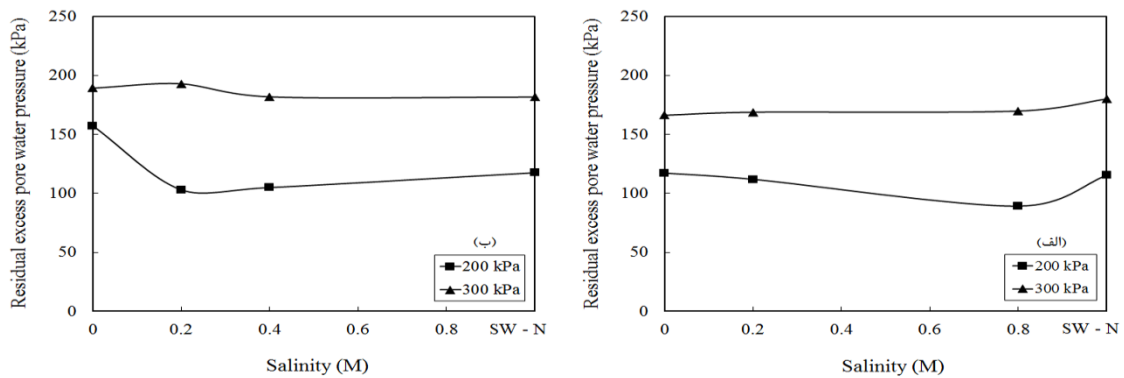 Residual excess pore water pressure (kPa)
250
200
150
100
50
0
0 0.2 0.4 0.6 0.8 SW - N
Salinity (M)
(ب)
200 kPa
300 kPa
Residual excess pore water pressure (kPa)
250
200
150
100
50
0
0 0.2 0.4 0.6 0.8 SW - N
Salinity (M)
(الف)
200 kPa
300 kPa